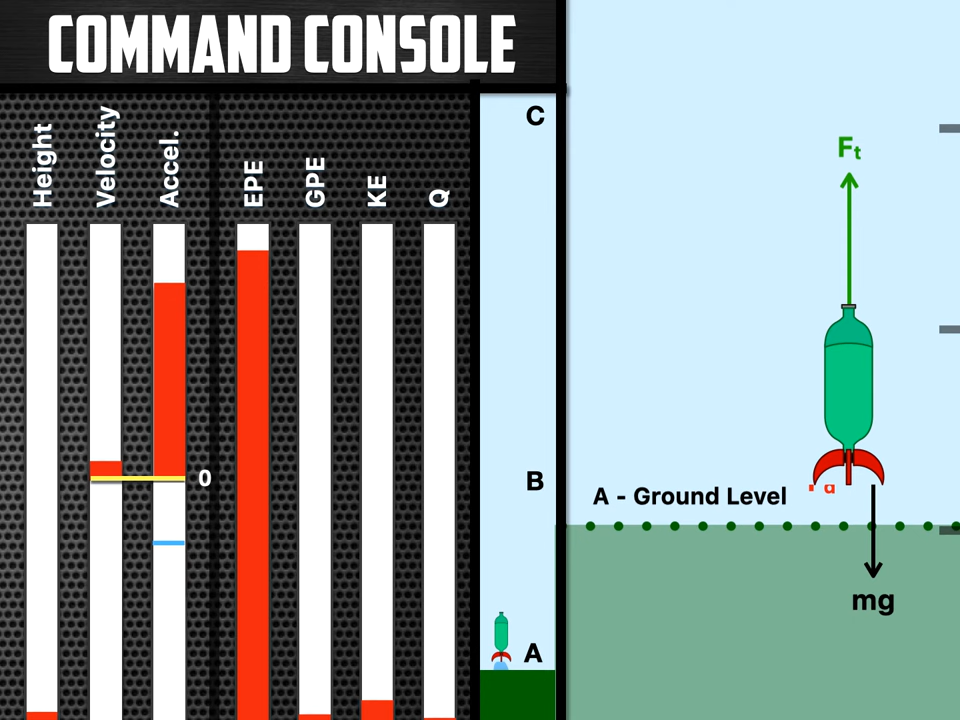 COMMAND CONSOLE
Height
Velocity
Accel.
EPE
GPE
KE
Q
0
C
B
A
Ft
A - Ground Level
mg